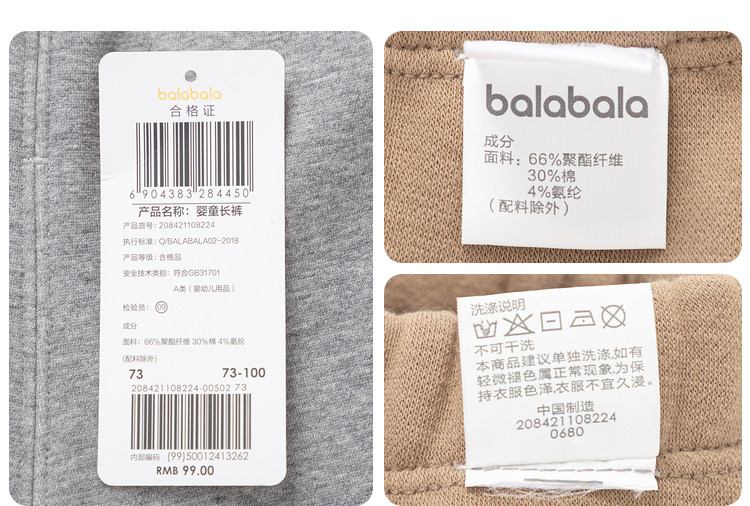 balabala
合格证
6 904383 284450
产品名称：婴童长裤
产品货号：208421108224
执行标准：Q/BALABALA02-2018
产品等级：合格品
安全技术类别：符合GB31701
A类（婴幼儿用品）
检验员：09
成分
面料：66%聚酯纤维 30%棉 4%氨纶
(配料除外)
73 73-100
208421108224-00502 73
内部编码 (99)50012413262
RMB 99.00
balabala
成分
面料：66%聚酯纤维
30%棉
4%氨纶
（配料除外）
洗涤说明
不可干洗
本商品建议单独洗涤，如有
轻微褪色属正常现象，为保
持衣服色泽，衣服不宜久浸。
中国制造
208421108224
0680